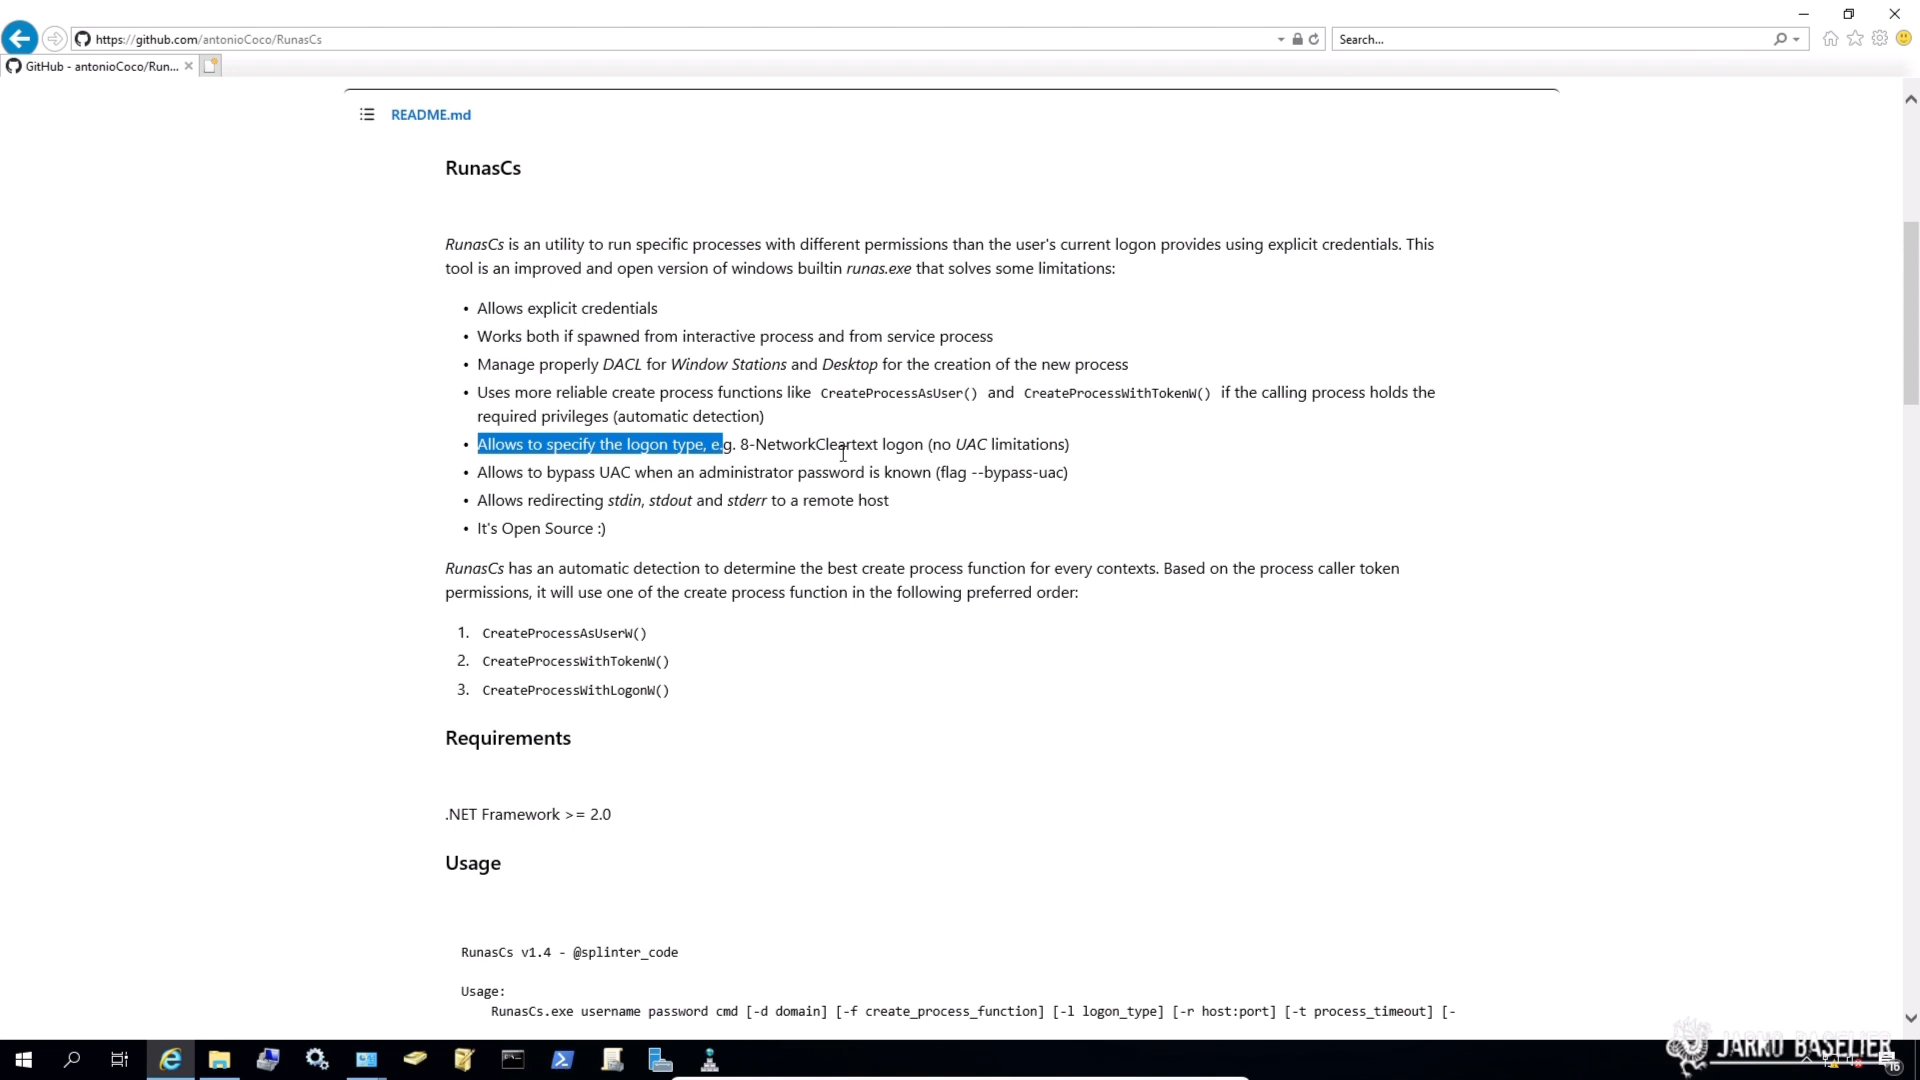 https://github.com/antonioCoco/RunasCs
Search...
GitHub - antonioCoco/Run...
README.md
RunasCs
RunasCs is an utility to run specific processes with different permissions than the user's current logon provides using explicit credentials. This
tool is an improved and open version of windows builtin runas.exe that solves some limitations:
• Allows explicit credentials
• Works both if spawned from interactive process and from service process
• Manage properly DACL for Window Stations and Desktop for the creation of the new process
• Uses more reliable create process functions like CreateProcessAsUser() and CreateProcessWithTokenW() if the calling process holds the
required privileges (automatic detection)
• Allows to specify the logon type, e.g. 8-NetworkCleartext logon (no UAC limitations)
• Allows to bypass UAC when an administrator password is known (flag --bypass-uac)
• Allows redirecting stdin, stdout and stderr to a remote host
• It's Open Source :)
RunasCs has an automatic detection to determine the best create process function for every contexts. Based on the process caller token
permissions, it will use one of the create process function in the following preferred order:
1. CreateProcessAsUserW()
2. CreateProcessWithTokenW()
3. CreateProcessWithLogonW()
Requirements
.NET Framework >= 2.0
Usage
RunasCs v1.4 - @splinter_code
Usage:
RunasCs.exe username password cmd [-d domain] [-f create_process_function] [-l logon_type] [-r host:port] [-t process_timeout] [-
JARNO BASELIER
16